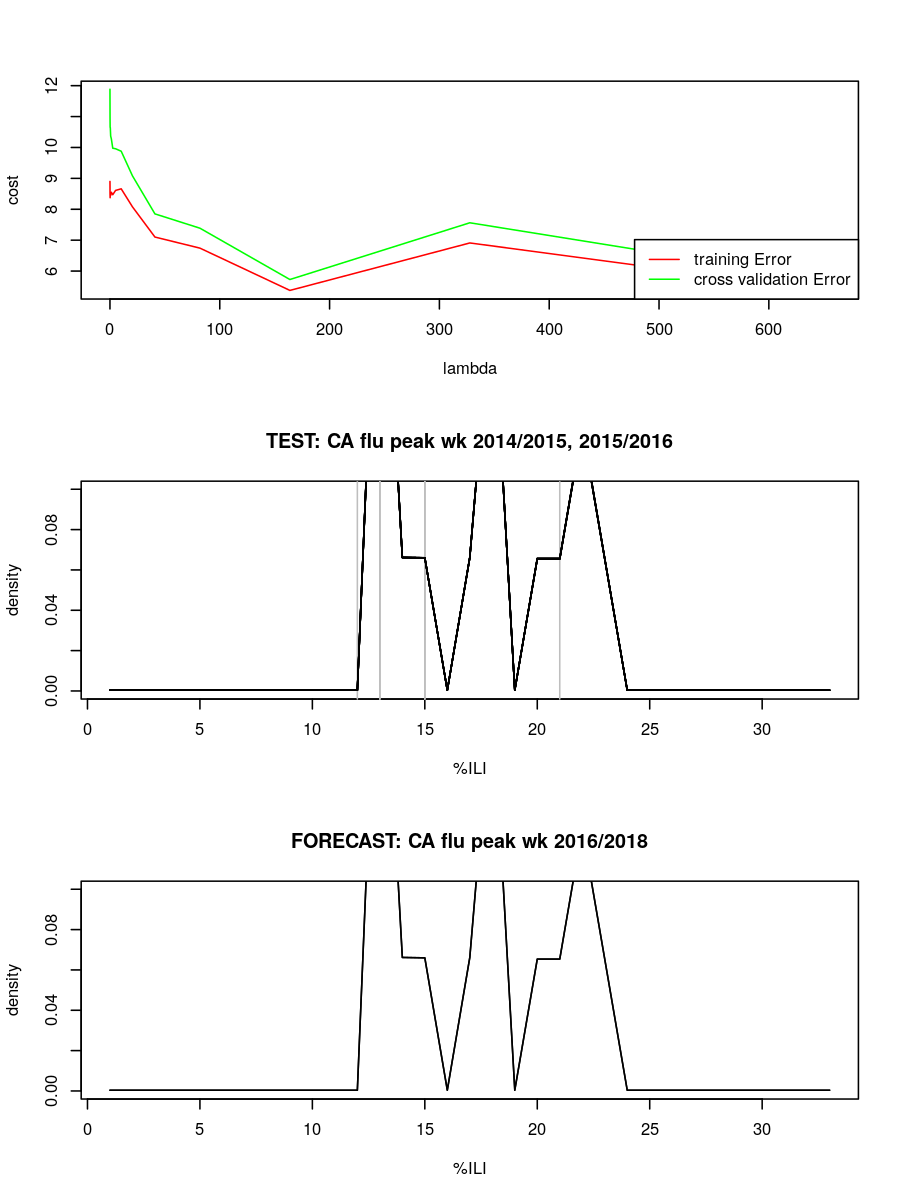 12
10
9
8
7
6
cost
training Error
cross validation Error
0 100 200 300 400 500 600
lambda
TEST: CA flu peak wk 2014/2015, 2015/2016
0.08
0.04
0.00
density
0 5 10 15 20 25 30
%ILI
FORECAST: CA flu peak wk 2016/2018
0.08
0.04
0.00
density
0 5 10 15 20 25 30
%ILI